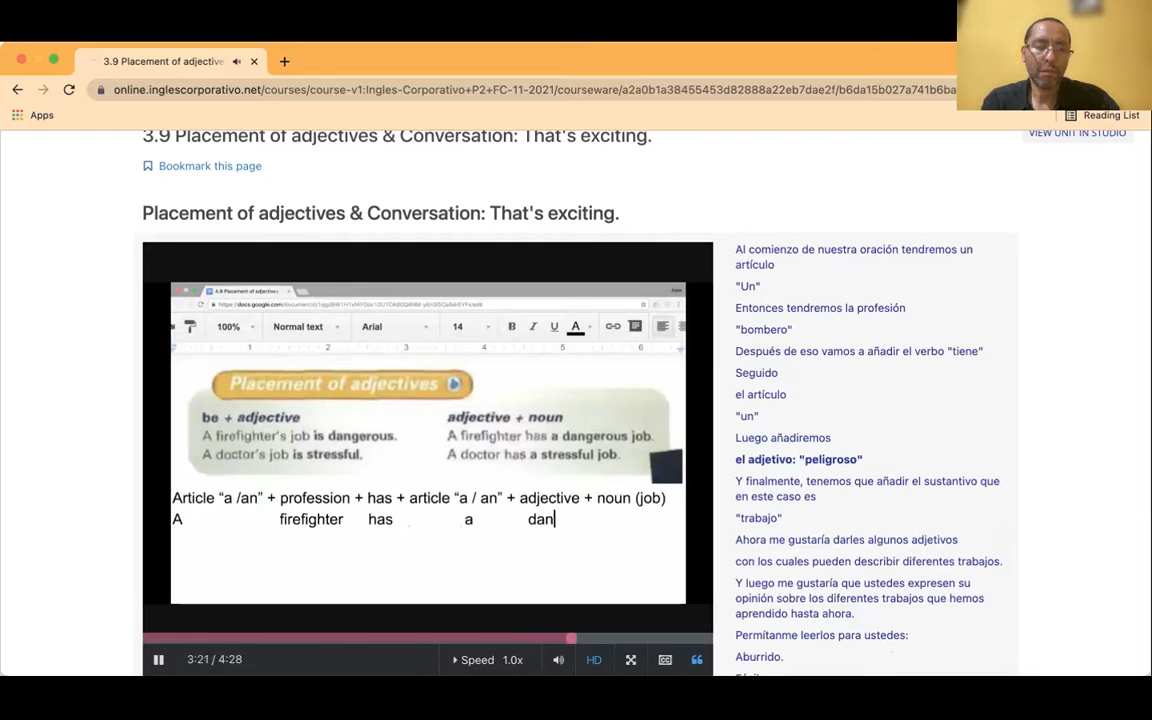 3.9 Placement of adjective
online.inglescorporativo.net/courses/course-v1:Ingles-Corporativo+P2+FC-11-2021/courseware/a2a0b1a38455453d82888a22eb7dae2f/b6da15b027a741b6ba
Apps
Reading List
3.9 Placement of adjectives & Conversation: That's exciting.
VIEW UNIT IN STUDIO
Bookmark this page
Placement of adjectives & Conversation: That's exciting.
100% Normal text Arial 14 B I U A
1 2 3 4 5 6
Placement of adjectives
be + adjective
A firefighter's job is dangerous.
A doctor's job is stressful.
adjective + noun
A firefighter has a dangerous job.
A doctor has a stressful job.
Article “a /an” + profession + has + article “a / an” + adjective + noun (job)
A firefighter has a dan
3:21 / 4:28
Speed 1.0x
HD
Al comienzo de nuestra oración tendremos un
artículo
"Un"
Entonces tendremos la profesión
"bombero"
Después de eso vamos a añadir el verbo "tiene"
Seguido
el artículo
"un"
Luego añadiremos
el adjetivo: "peligroso"
Y finalmente, tenemos que añadir el sustantivo que
en este caso es
"trabajo"
Ahora me gustaría darles algunos adjetivos
con los cuales pueden describir diferentes trabajos.
Y luego me gustaría que ustedes expresen su
opinión sobre los diferentes trabajos que hemos
aprendido hasta ahora.
Permítanme leerlos para ustedes:
Aburrido.